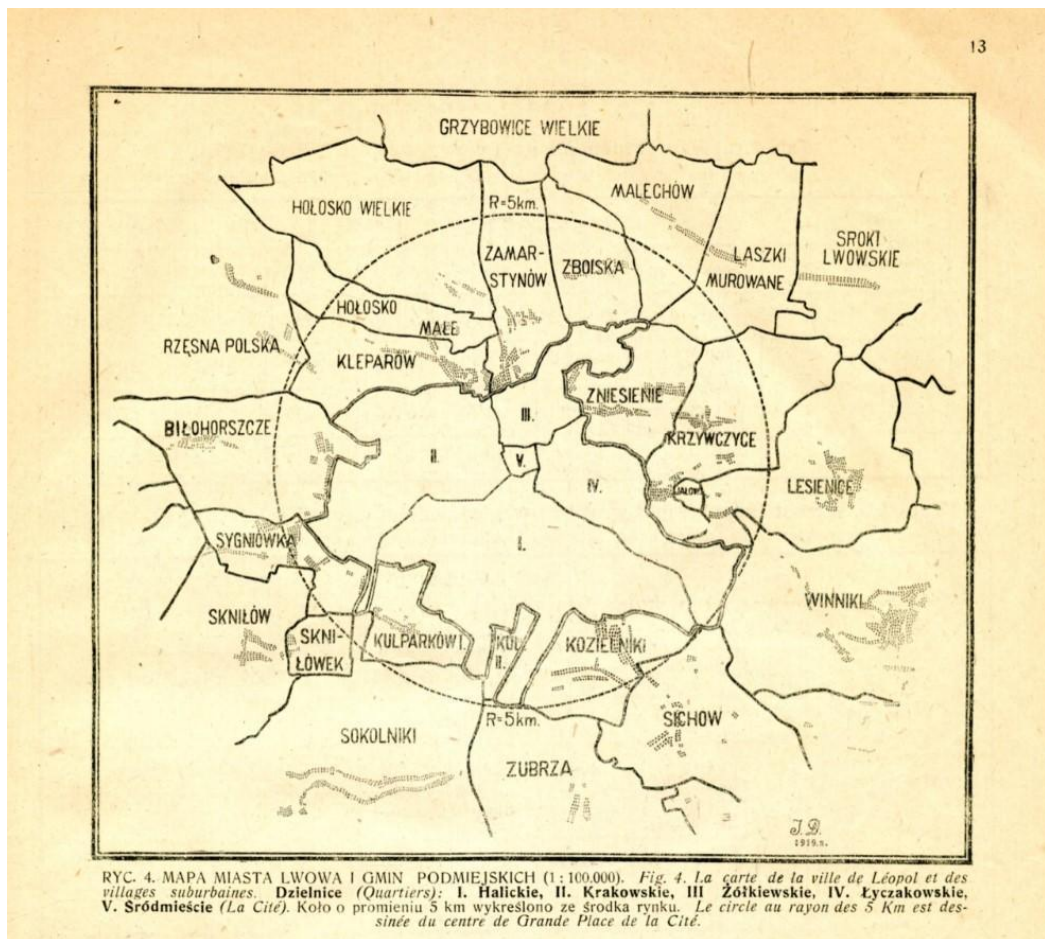 13
GRZYBOWICE WIELKIE
MALECHÓW
HOŁOSKO WIELKIE
R=5km.
SROKI
LWOWSKIE
ZAMAR-
STYNÓW
ZBOISKA
LASZKI
MUROWANE
HOŁOSKO
MAŁE
RZĘSNA POLSKA
KLEPARÓW
ZNIESIENIE
III.
BIŁOHORSZCZE
KRZYWCZYCE
II.
V.
IV.
JAŁOW.
LESIENICE
SYGNIÓWKA
I.
WINNIKI
SKNIŁÓW
SKNI-
ŁÓWEK
KULPARKÓW I.
KUL.
II.
KOZIELNIKI
R=5km.
SICHOW
SOKOLNIKI
ZUBRZA
J.D.
1919.r.
RYC. 4. MAPA MIASTA LWOWA I GMIN PODMIEJSKICH (1 : 100.000). Fig. 4. La carte de la ville de Léopol et des
villages suburbaines. Dzielnice (Quartiers): I. Halickie, II. Krakowskie, III Żółkiewskie, IV. Łyczakowskie,
V. Śródmieście (La Cité). Koło o promieniu 5 km wykreślono ze środka rynku. Le circle au rayon des 5 Km est des-
sinée du centre de Grande Place de la Cité.